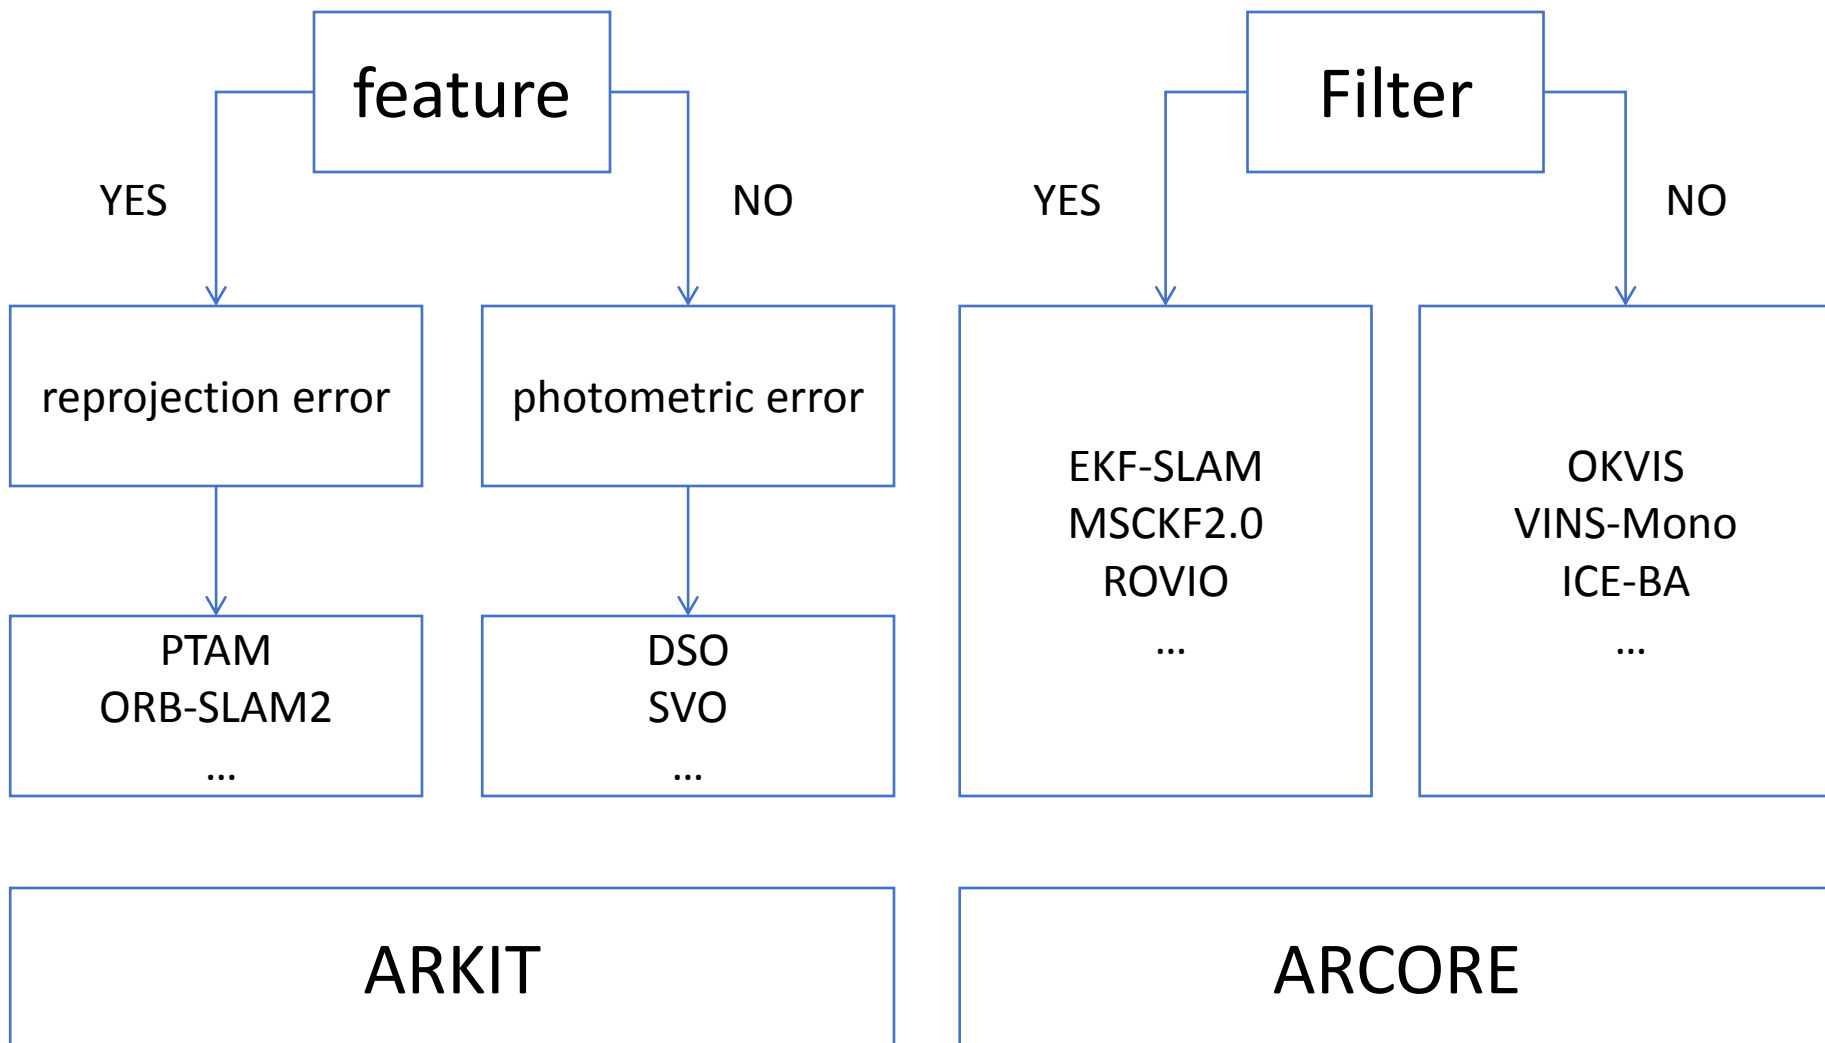 feature
YES
NO
reprojection error
photometric error
PTAM
ORB-SLAM2
...
DSO
SVO
...
Filter
YES
NO
EKF-SLAM
MSCKF2.0
ROVIO
...
OKVIS
VINS-Mono
ICE-BA
...
ARKIT
ARCORE